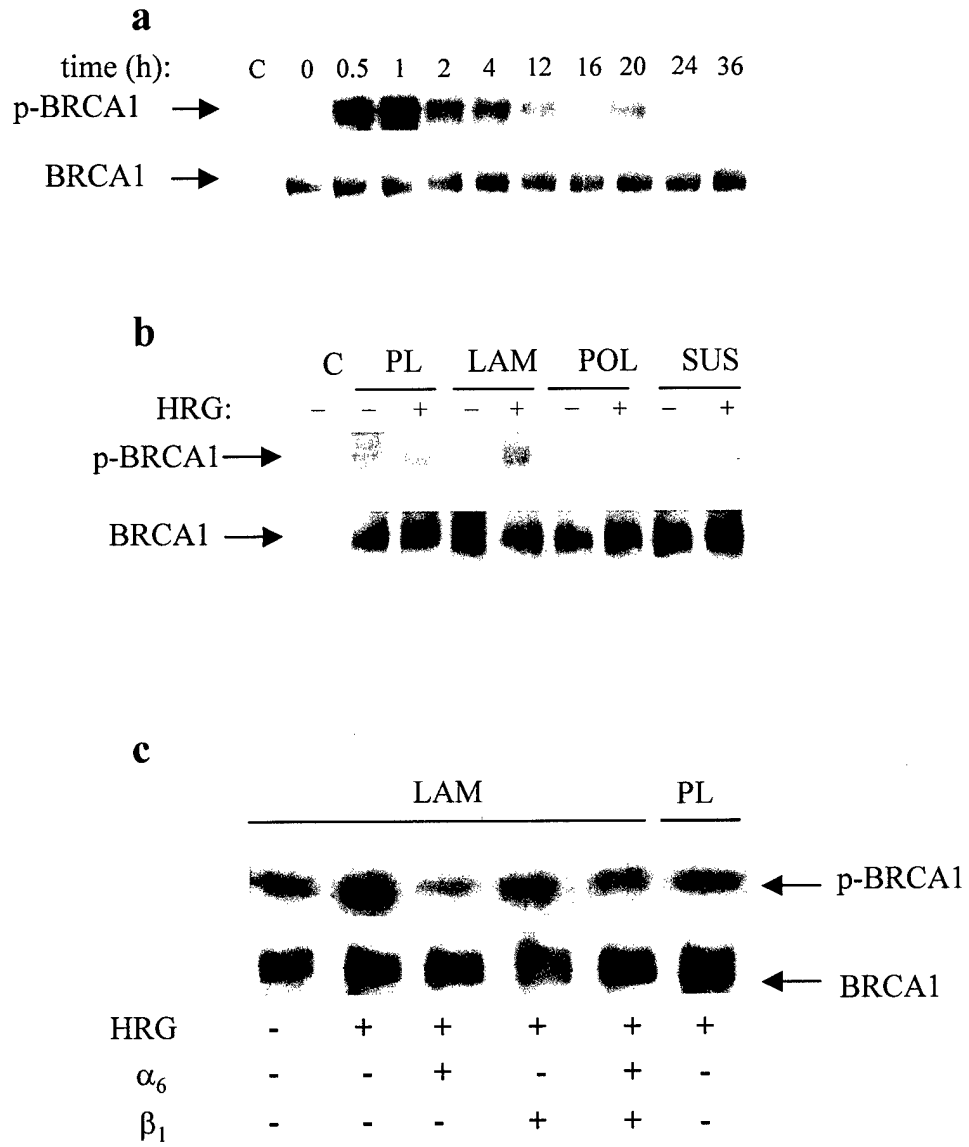 a
time (h): C 0 0.5 1 2 4 12 16 20 24 36
p-BRCA1
BRCA1
b
C PL LAM POL SUS
HRG: – – + – + – + – +
p-BRCA1
BRCA1
c
LAM PL
p-BRCA1
BRCA1
HRG - + + + + +
α6 - - + - + -
β1 - - - + + -